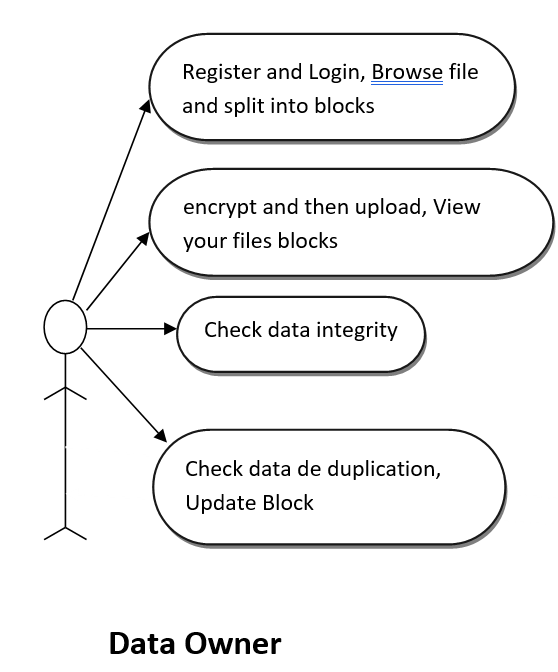 Register and Login, Browse file
and split into blocks
encrypt and then upload, View
your files blocks
Check data integrity
Check data de duplication,
Update Block
Data Owner